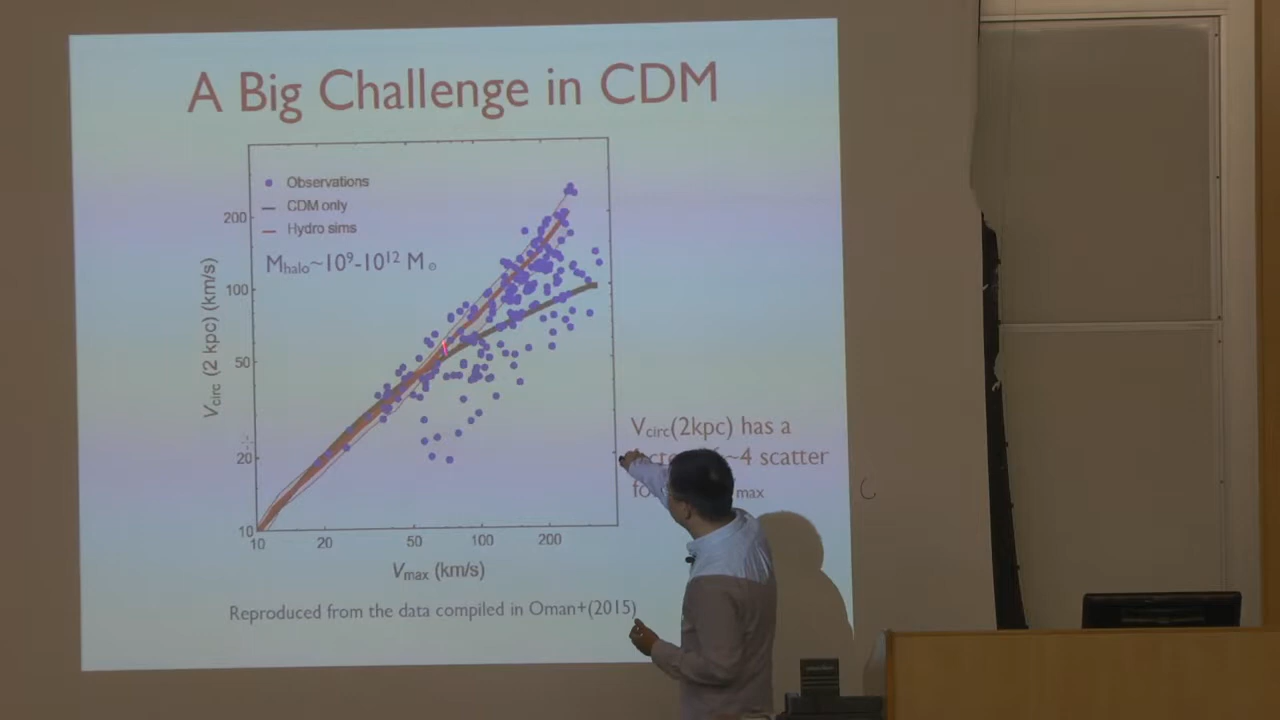 A Big Challenge in CDM
Observations
CDM only
Hydro sims
Mhalo~10⁹-10¹² M☉
200
100
50
20
10
Vcirc (2 kpc) (km/s)
10 20 50 100 200
Vmax (km/s)
Vcirc(2kpc) has a
~4 scatter
max
Reproduced from the data compiled in Oman+(2015)